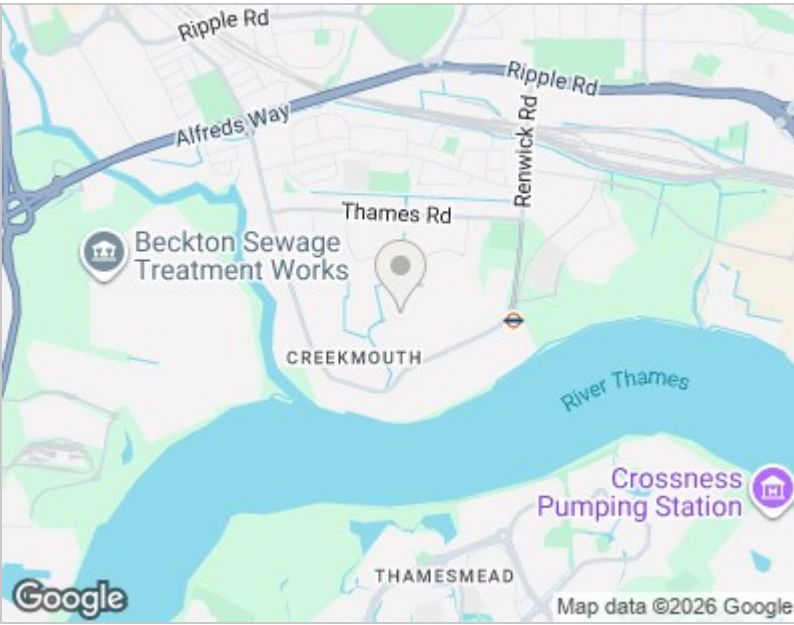 Ripple Rd
Ripple Rd
Alfreds Way
Renwick Rd
Thames Rd
Beckton Sewage
Treatment Works
CREEKMOUTH
River Thames
Crossness
Pumping Station
THAMESMEAD
Google
Map data ©2026 Google